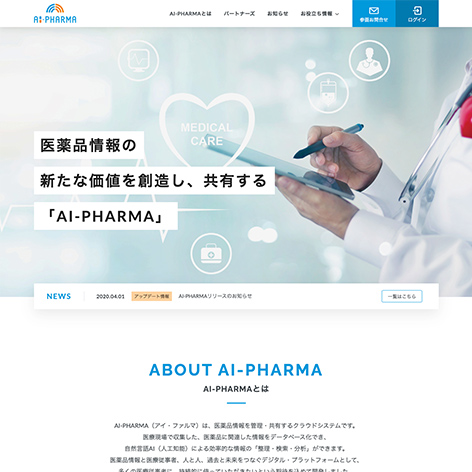 AI-PHARMA
AI-PHARMAとは
パートナーズ
お知らせ
お役立ち情報
参画お問合せ
ログイン
MEDICAL
CARE
医薬品情報の
新たな価値を創造し、共有する
「AI-PHARMA」
NEWS
2020.04.01
アップデート情報
AI-PHARMAリリースのお知らせ
一覧はこちら
ABOUT AI-PHARMA
AI-PHARMAとは
AI-PHARMA（アイ・ファルマ）は、医薬品情報を管理・共有するクラウドシステムです。
医療現場で収集した、医薬品に関連した情報をデータベース化でき、
自然言語AI（人工知能）による効率的な情報の「整理・検索・分析」ができます。
医薬品情報と医療従事者、人と人、過去と未来をつなぐデジタル・プラットフォームとして、